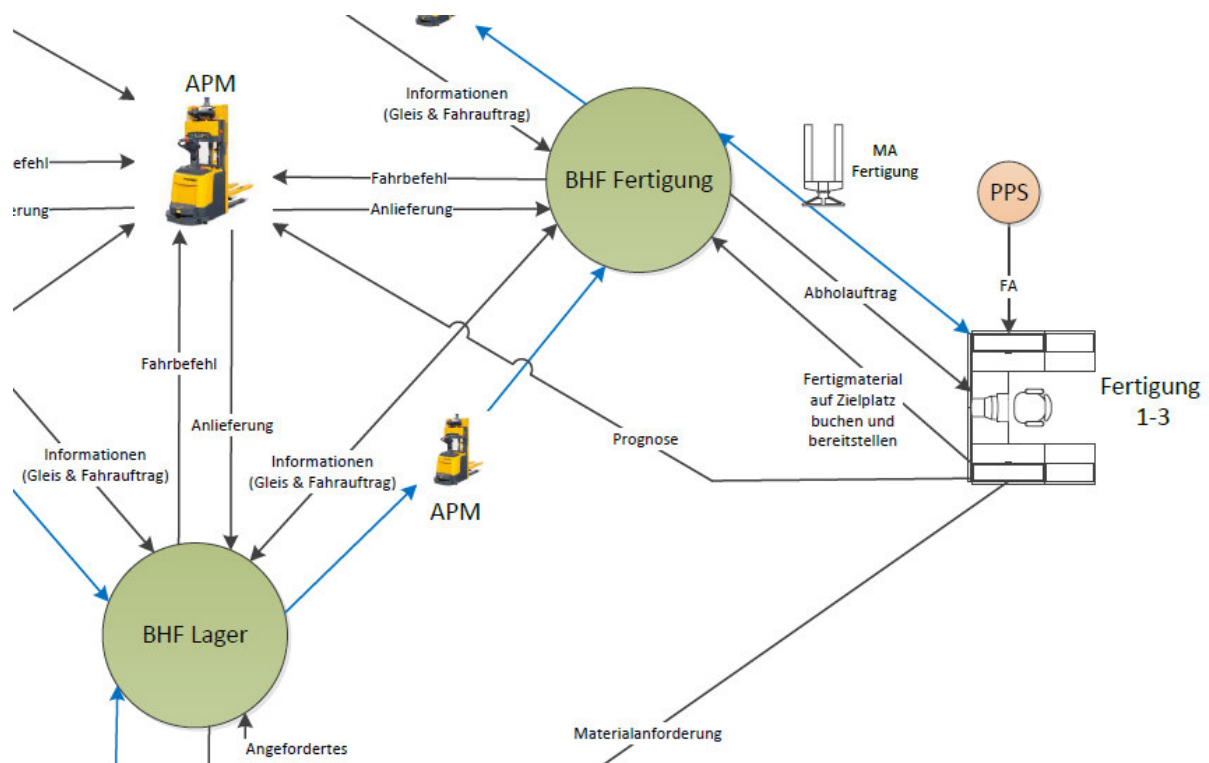 APM
Informationen
(Gleis & Fahrauftrag)
MA
Fertigung
efehl
Fahrbefehl
BHF Fertigung
PPS
erung
Anlieferung
FA
Abholauftrag
Fahrbefehl
Fertigmaterial
auf Zielplatz
buchen und
bereitstellen
Fertigung
1-3
Anlieferung
Prognose
Informationen
(Gleis & Fahrauftrag)
Informationen
(Gleis & Fahrauftrag)
APM
BHF Lager
Materialanforderung
Angefordertes